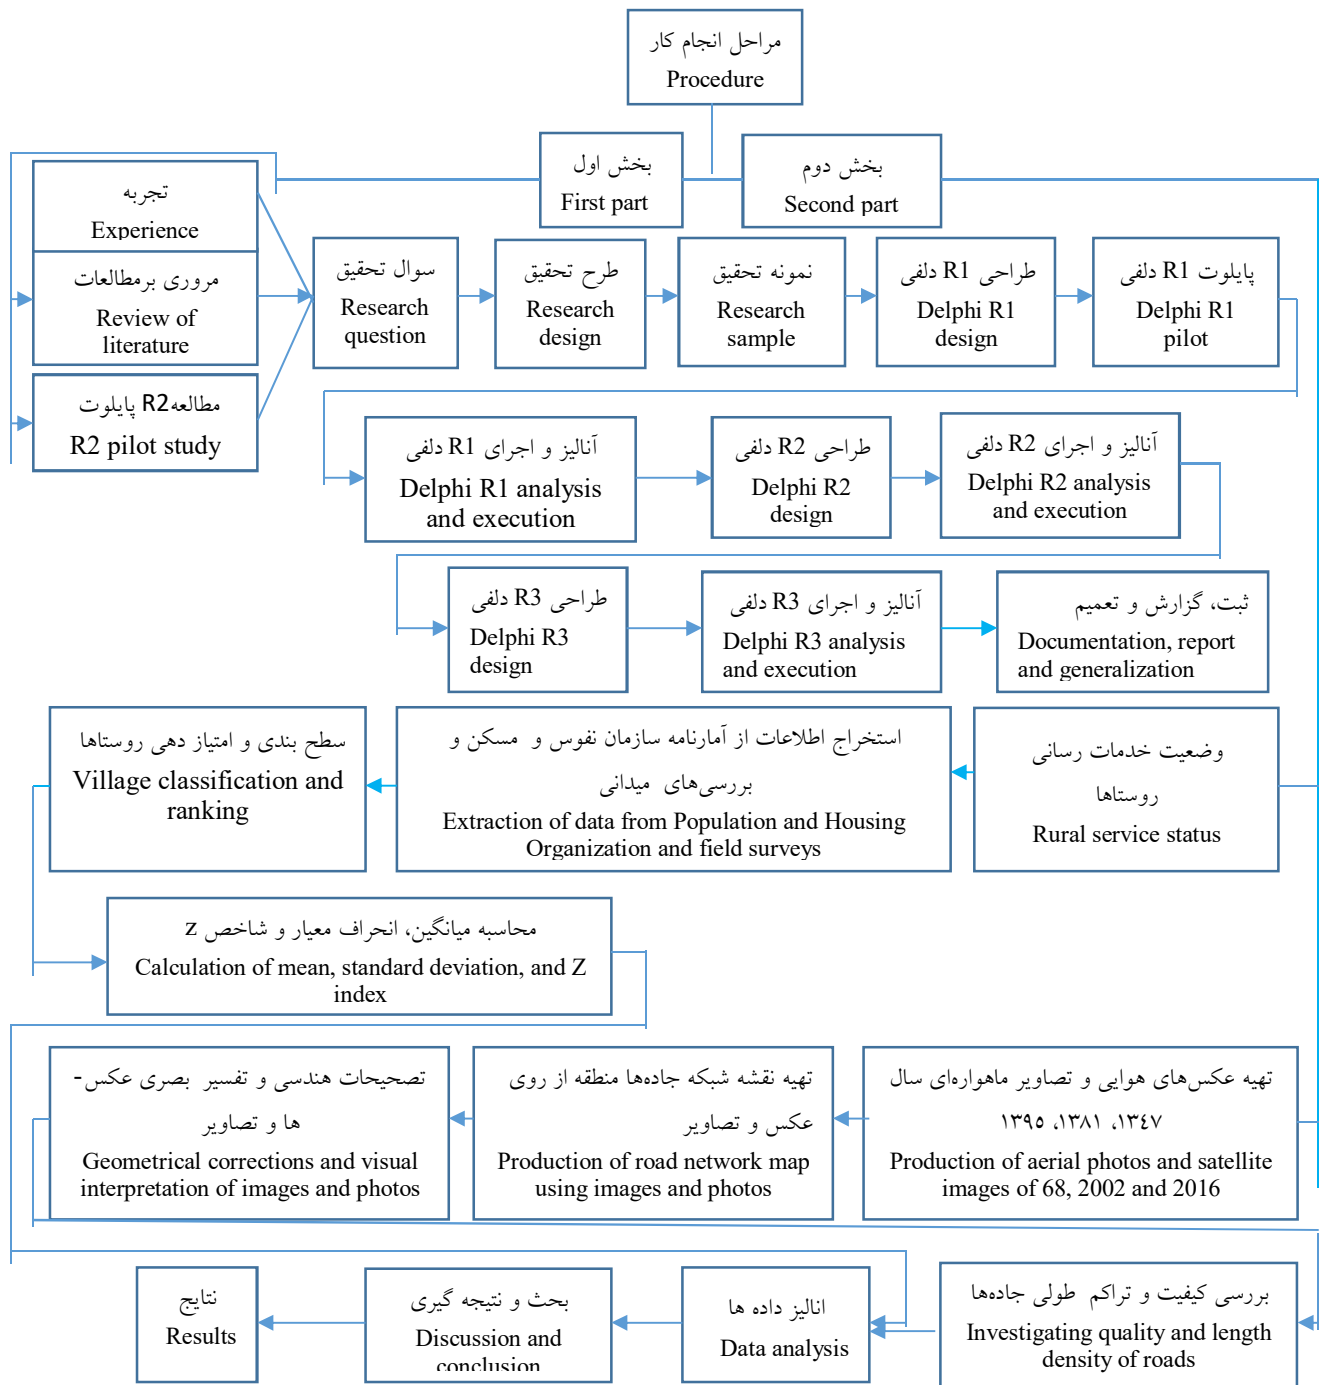 مراحل انجام کار
Procedure
بخش اول
First part
بخش دوم
Second part
تجربه
Experience
مروری برمطالعات
Review of
literature
مطالعهR2 پایلوت
R2 pilot study
سوال تحقیق
Research
question
طرح تحقیق
Research
design
نمونه تحقیق
Research
sample
طراحی R1 دلفی
Delphi R1
design
پایلوت R1 دلفی
Delphi R1
pilot
آنالیز و اجرای R1 دلفی
Delphi R1 analysis
and execution
طراحی R2 دلفی
Delphi R2
design
آنالیز و اجرای R2 دلفی
Delphi R2 analysis
and execution
طراحی R3 دلفی
Delphi R3
design
آنالیز و اجرای R3 دلفی
Delphi R3 analysis
and execution
ثبت، گزارش و تعمیم
Documentation, report
and generalization
وضعیت خدمات رسانی
روستاها
Rural service status
استخراج اطلاعات از آمارنامه سازمان نفوس و مسکن و
بررسی‌های میدانی
Extraction of data from Population and Housing
Organization and field surveys
سطح بندی و امتیاز دهی روستاها
Village classification and
ranking
محاسبه میانگین، انحراف معیار و شاخص z
Calculation of mean, standard deviation, and Z
index
تهیه عکس‌های هوایی و تصاویر ماهواره‌ای سال
۱۳۴۷، ۱۳۸۱، ۱۳۹۵
Production of aerial photos and satellite
images of 68, 2002 and 2016
تهیه نقشه شبکه جاده‌ها منطقه از روی
عکس و تصاویر
Production of road network map
using images and photos
تصحیحات هندسی و تفسیر بصری عکس-
ها و تصاویر
Geometrical corrections and visual
interpretation of images and photos
بررسی کیفیت و تراکم طولی جاده‌ها
Investigating quality and length
density of roads
انالیز داده ها
Data analysis
بحث و نتیجه گیری
Discussion and
conclusion
نتایج
Results